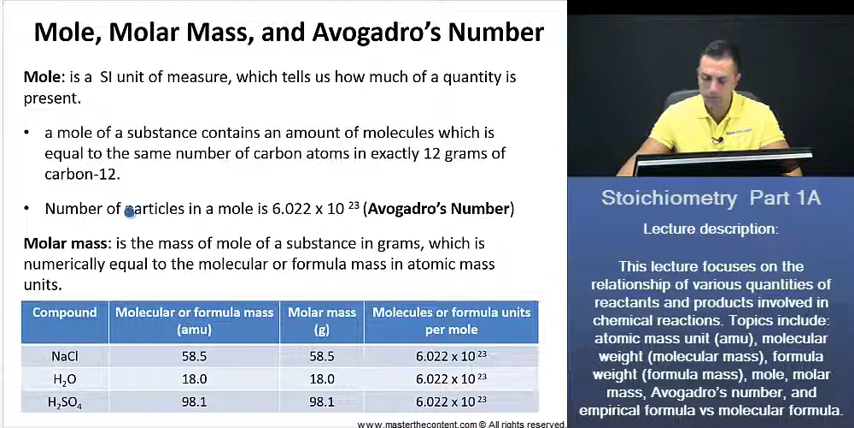 Mole, Molar Mass, and Avogadro's Number
Mole: is a SI unit of measure, which tells us how much of a quantity is
present.
• a mole of a substance contains an amount of molecules which is
equal to the same number of carbon atoms in exactly 12 grams of
carbon-12.
• Number of particles in a mole is 6.022 x 10 ²³ (Avogadro's Number)
Molar mass: is the mass of mole of a substance in grams, which is
numerically equal to the molecular or formula mass in atomic mass
units.
Compound Molecular or formula mass (amu) Molar mass (g) Molecules or formula units per mole
NaCl 58.5 58.5 6.022 x 10 ²³
H₂O 18.0 18.0 6.022 x 10 ²³
H₂SO₄ 98.1 98.1 6.022 x 10 ²³
www.masterthecontent.com © All rights reserved
Stoichiometry Part 1A
Lecture description:
This lecture focuses on the
relationship of various quantities of
reactants and products involved in
chemical reactions. Topics include:
atomic mass unit (amu), molecular
weight (molecular mass), formula
weight (formula mass), mole, molar
mass, Avogadro's number, and
empirical formula vs molecular formula.